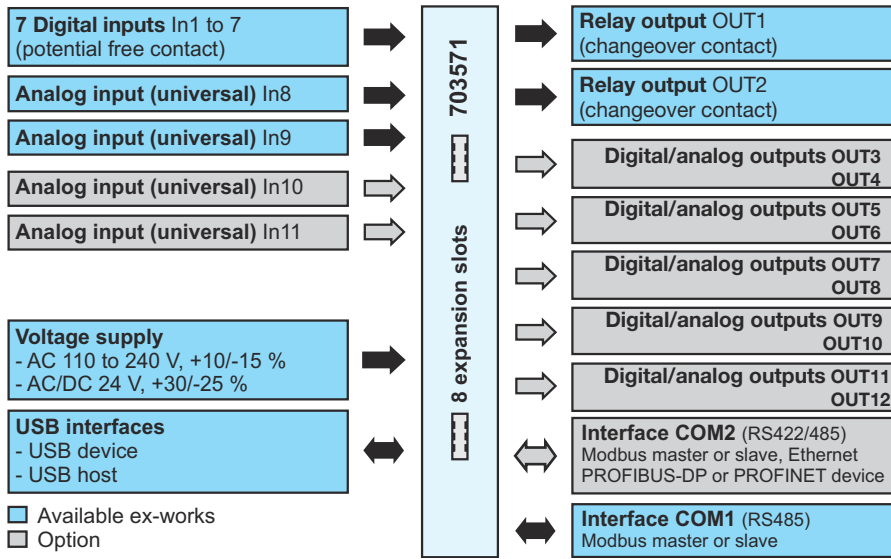 7 Digital inputs In1 to 7
(potential free contact)
Analog input (universal) In8
Analog input (universal) In9
Analog input (universal) In10
Analog input (universal) In11
Voltage supply
- AC 110 to 240 V, +10/-15 %
- AC/DC 24 V, +30/-25 %
USB interfaces
- USB device
- USB host
Available ex-works
Option
703571
8 expansion slots
Relay output OUT1
(changeover contact)
Relay output OUT2
(changeover contact)
Digital/analog outputs OUT3
OUT4
Digital/analog outputs OUT5
OUT6
Digital/analog outputs OUT7
OUT8
Digital/analog outputs OUT9
OUT10
Digital/analog outputs OUT11
OUT12
Interface COM2 (RS422/485)
Modbus master or slave, Ethernet
PROFIBUS-DP or PROFINET device
Interface COM1 (RS485)
Modbus master or slave